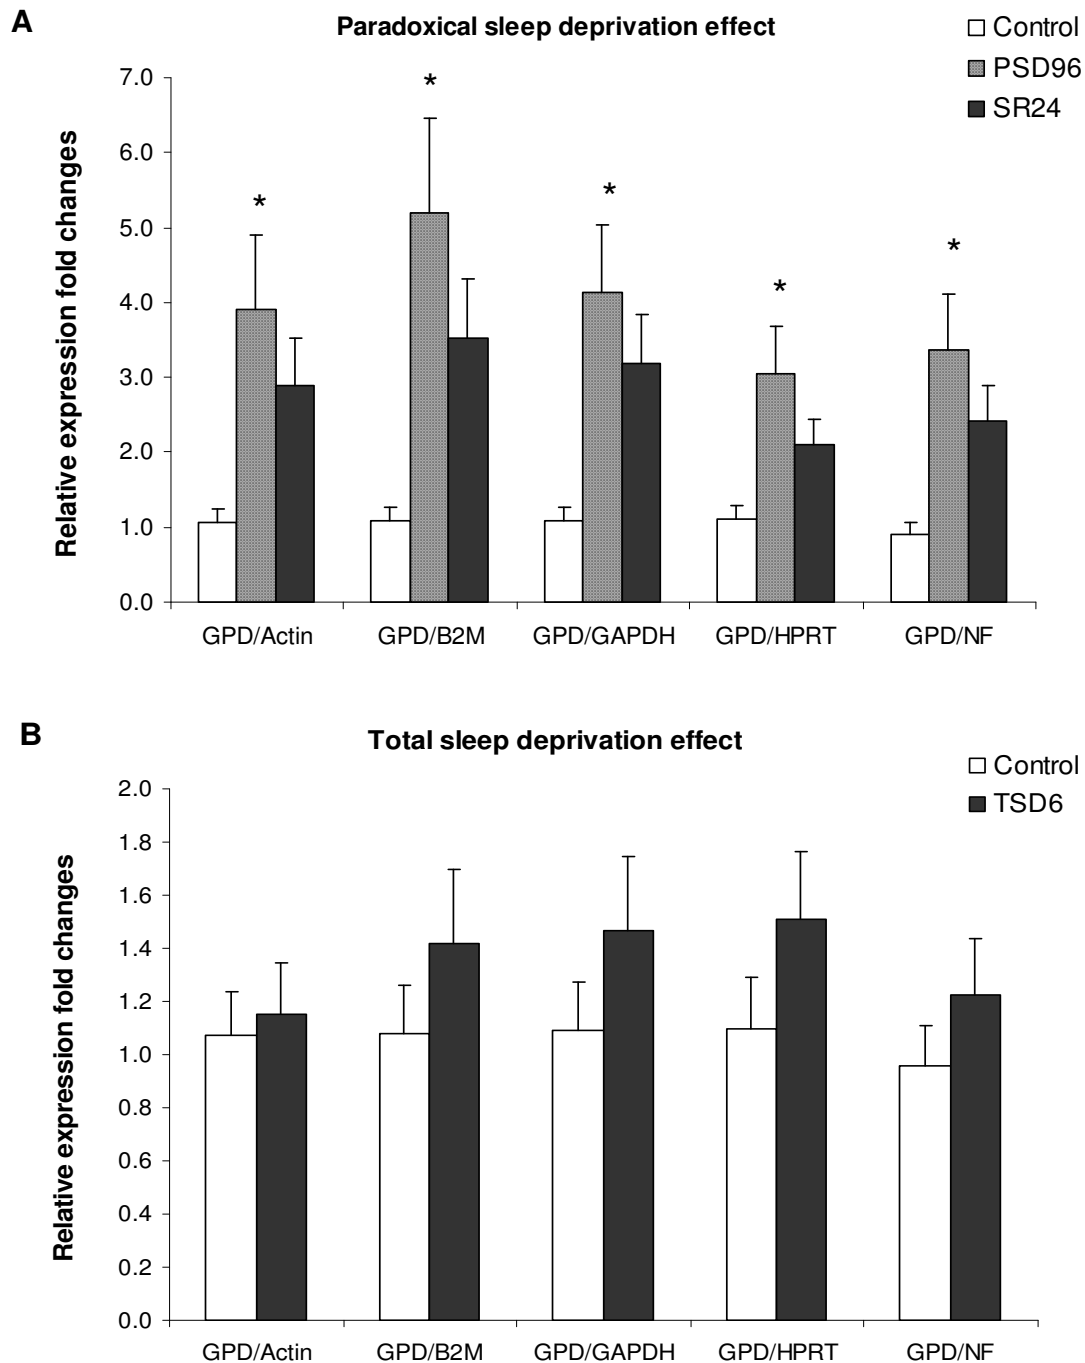 A
Paradoxical sleep deprivation effect
Control
PSD96
SR24
Relative expression fold changes
7.0
6.0
5.0
4.0
3.0
2.0
1.0
0.0
*
*
*
*
*
GPD/Actin GPD/B2M GPD/GAPDH GPD/HPRT GPD/NF
B
Total sleep deprivation effect
Control
TSD6
Relative expression fold changes
2.0
1.8
1.6
1.4
1.2
1.0
0.8
0.6
0.4
0.2
0.0
GPD/Actin GPD/B2M GPD/GAPDH GPD/HPRT GPD/NF